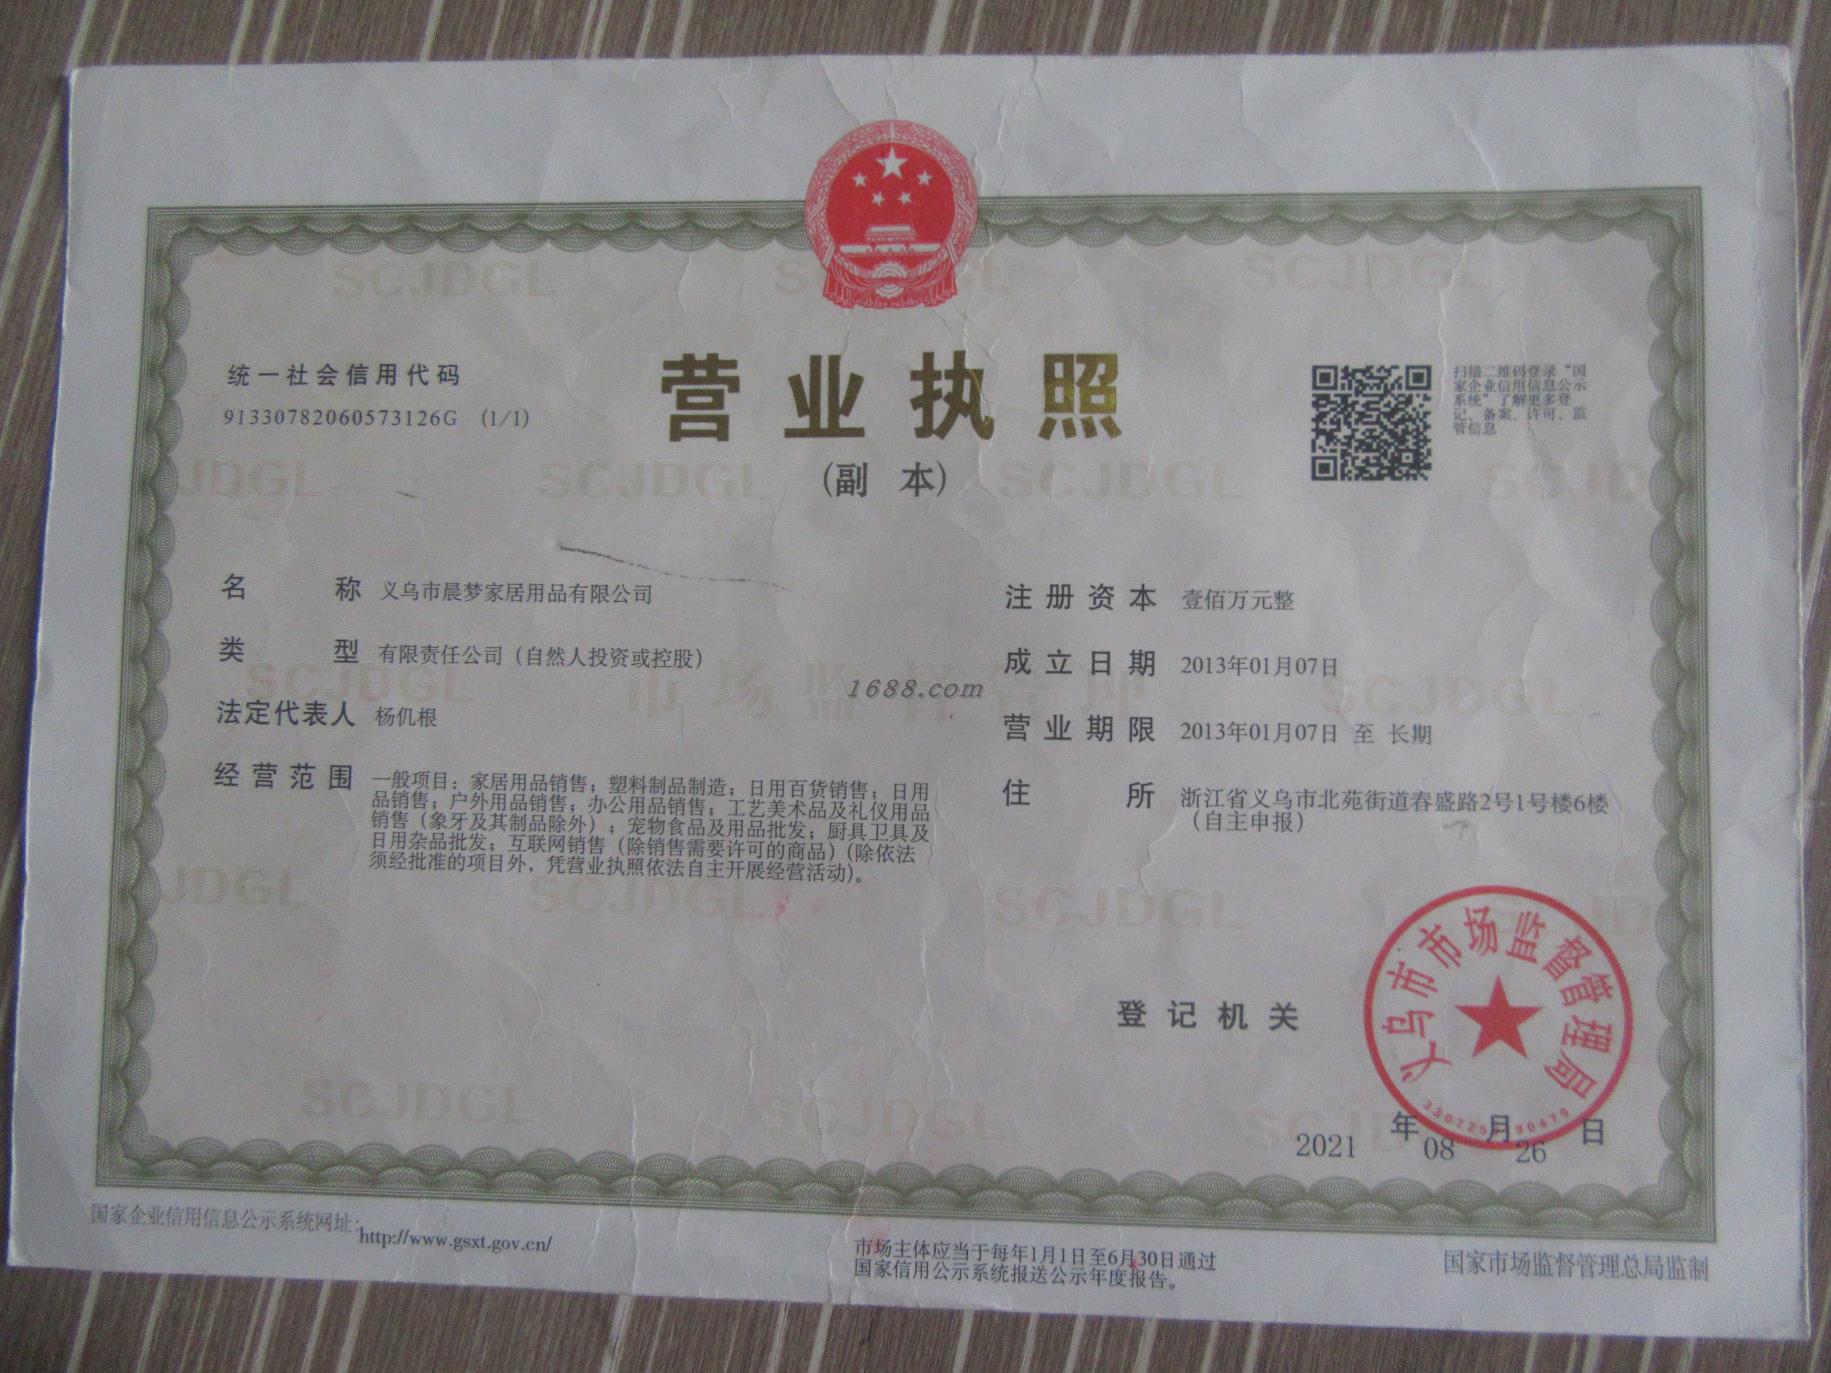 统一社会信用代码
91330782060573126G (1/1)
营业执照
(副 本)
扫描二维码登录“国
家企业信用信息公示
系统”了解更多登
记、备案、许可、监
管信息
名 称 义乌市晨梦家居用品有限公司
类 型 有限责任公司（自然人投资或控股）
法定代表人 杨仉根
经营范围 一般项目：家居用品销售；塑料制品制造；日用百货销售；日用
品销售；户外用品销售；办公用品销售；工艺美术品及礼仪用品
销售（象牙及其制品除外）；宠物食品及用品批发；厨具卫具及
日用杂品批发；互联网销售（除销售需要许可的商品）(除依法
须经批准的项目外，凭营业执照依法自主开展经营活动)。
注册资本 壹佰万元整
成立日期 2013年01月07日
营业期限 2013年01月07日 至 长期
住 所 浙江省义乌市北苑街道春盛路2号1号楼6楼
（自主申报）
1688.com
SCJDGL
市场监督管理
登记机关
义乌市市场监督管理局
2021 年 08 月 26 日
国家企业信用信息公示系统网址：http://www.gsxt.gov.cn/
市场主体应当于每年1月1日至6月30日通过
国家信用公示系统报送公示年度报告。
国家市场监督管理总局监制